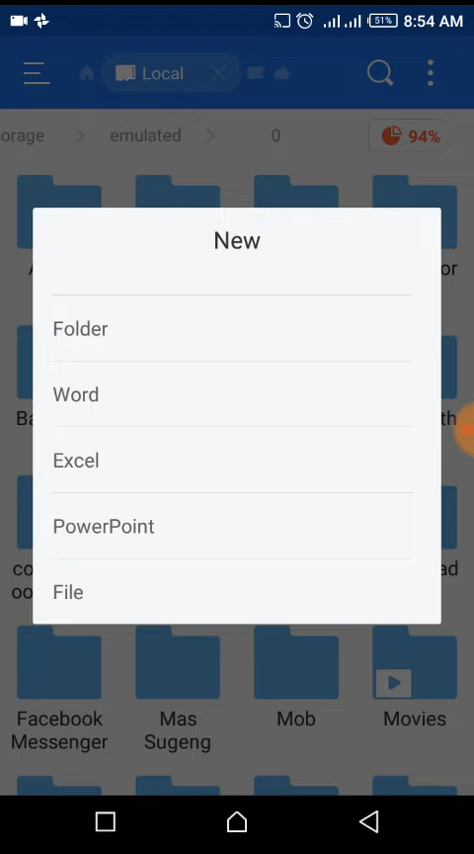 51%
8:54 AM
Local
orage > emulated > 0
94%
New
Folder
Word
Excel
PowerPoint
File
Facebook
Messenger
Mas
Sugeng
Mob
Movies